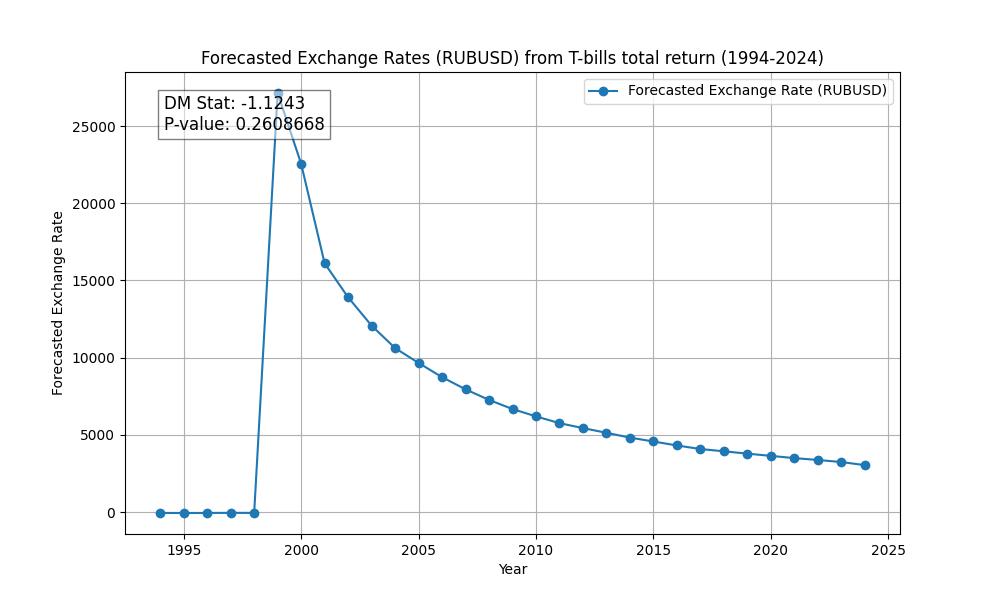 Forecasted Exchange Rates (RUBUSD) from T-bills total return (1994-2024)
DM Stat: -1.1243
P-value: 0.2608668
Forecasted Exchange Rate (RUBUSD)
Forecasted Exchange Rate
25000
20000
15000
10000
5000
0
1995 2000 2005 2010 2015 2020 2025
Year